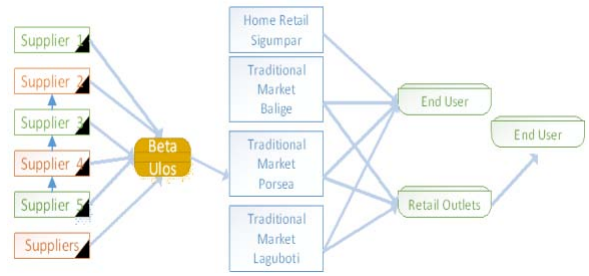 Supplier 1
Supplier 2
Supplier 3
Supplier 4
Supplier 5
Suppliers
Beta
Ulos
Home Retail
Sigumpar
Traditional
Market
Balige
Traditional
Market
Porsea
Traditional
Market
Laguboti
End User
Retail Outlets
End User